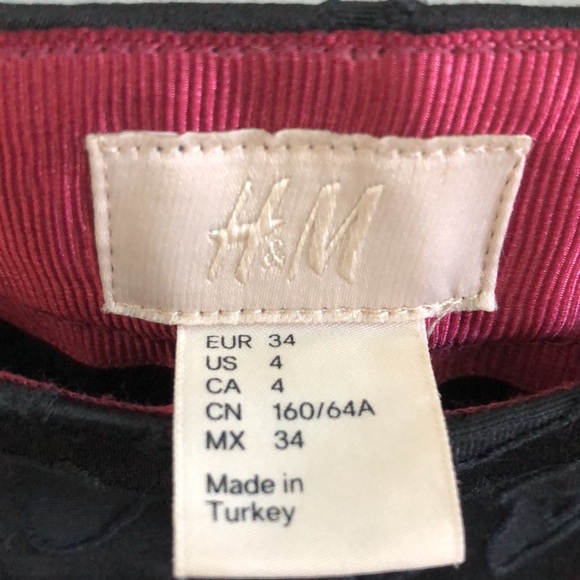 H&M
EUR 34
US 4
CA 4
CN 160/64A
MX 34
Made in
Turkey